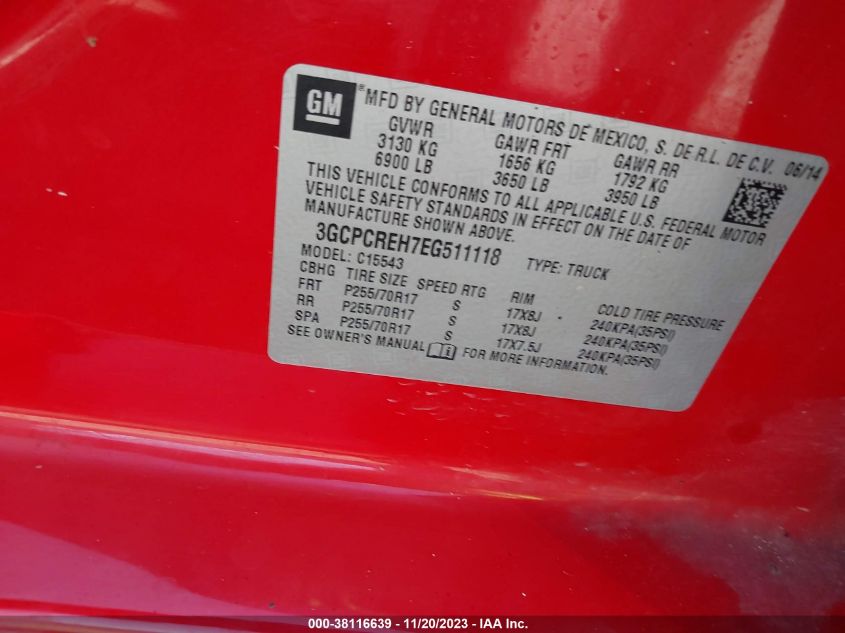 GM
®MFD BY GENERAL MOTORS DE MEXICO, S. DE R.L. DE C.V. 06/14
GVWR GAWR FRT GAWR RR
3130 KG 1656 KG 1792 KG
6900 LB 3650 LB 3950 LB
THIS VEHICLE CONFORMS TO ALL APPLICABLE U.S. FEDERAL MOTOR
VEHICLE SAFETY STANDARDS IN EFFECT ON THE DATE OF
MANUFACTURE SHOWN ABOVE.
3GCPCREH7EG511118 TYPE: TRUCK
MODEL: C15543
CBHG TIRE SIZE SPEED RTG RIM COLD TIRE PRESSURE
FRT P255/70R17 S 17X8J 240KPA(35PSI)
RR P255/70R17 S 17X8J 240KPA(35PSI)
SPA P255/70R17 S 17X7.5J 240KPA(35PSI)
SEE OWNER'S MANUAL FOR MORE INFORMATION.
000-38116639 - 11/20/2023 - IAA Inc.